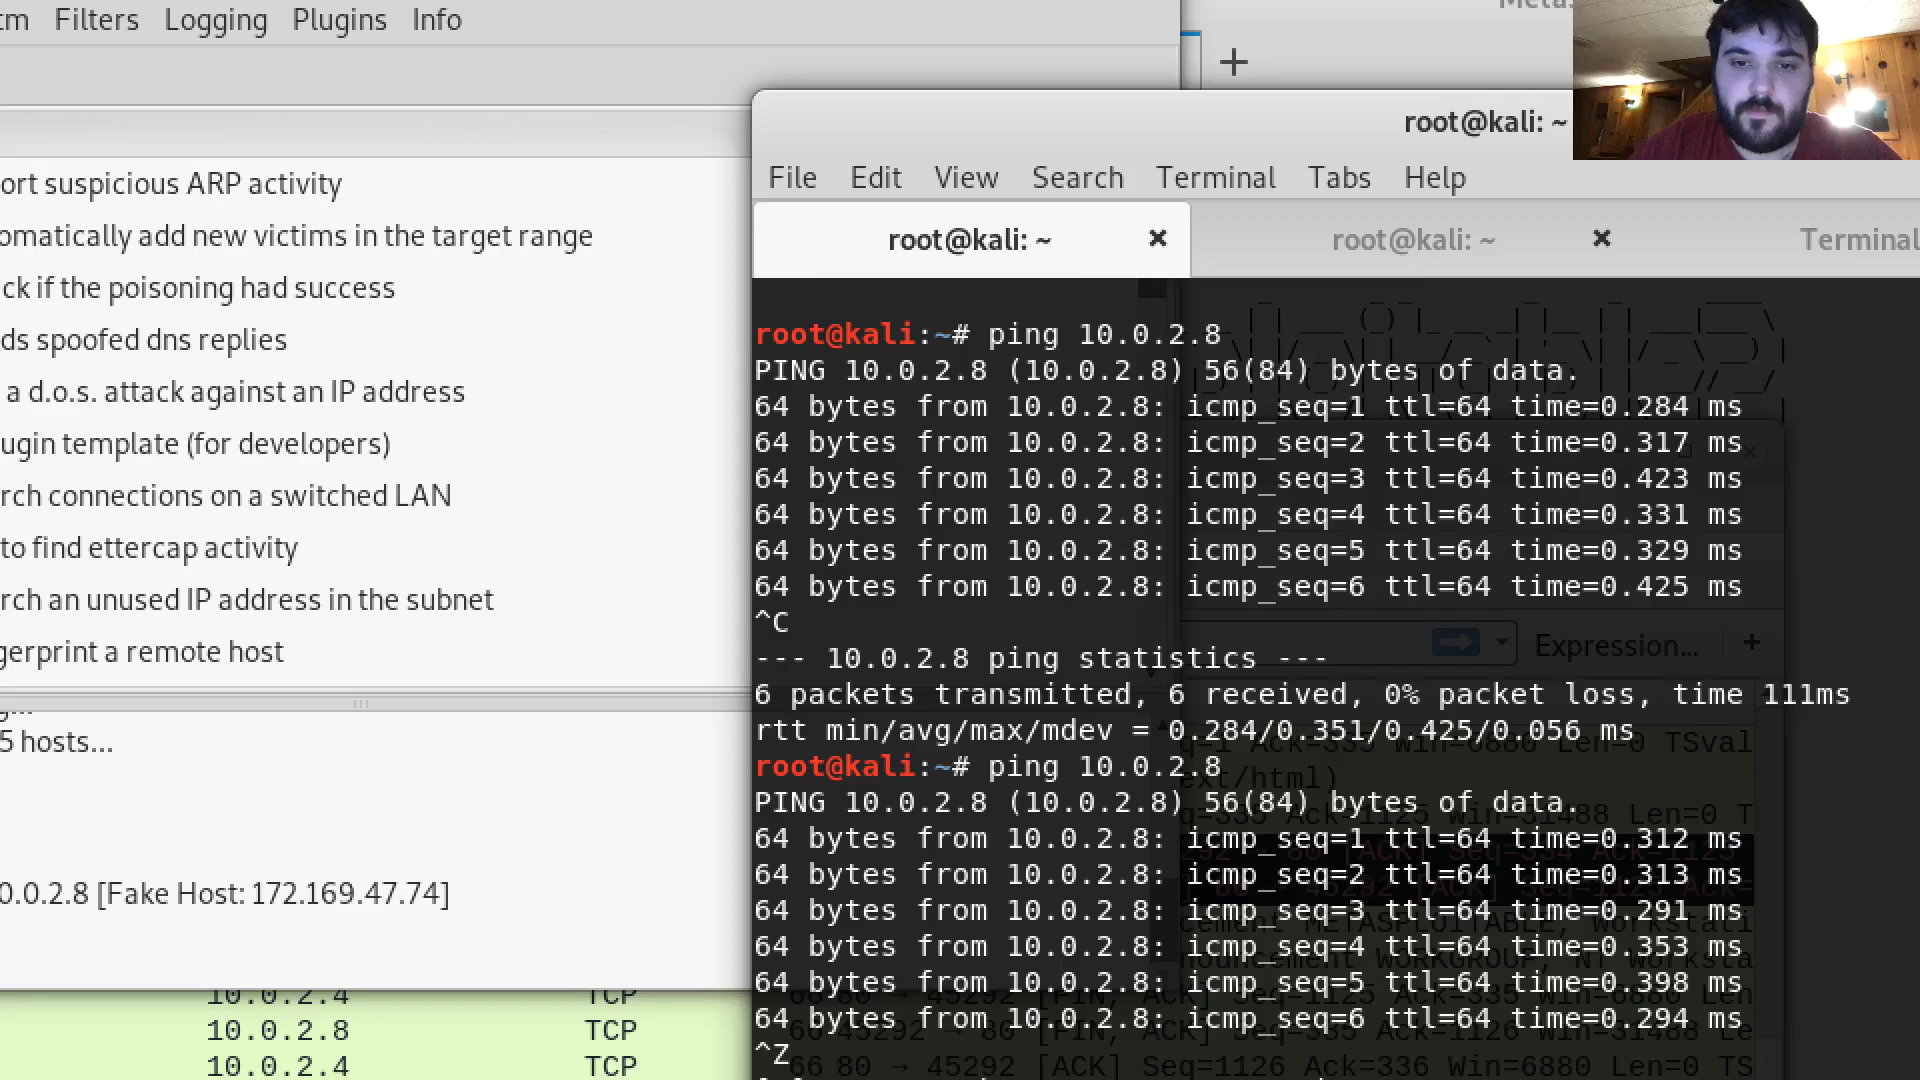 tm Filters Logging Plugins Info
+
root@kali: ~
File Edit View Search Terminal Tabs Help
root@kali: ~ × root@kali: ~ × Terminal
ort suspicious ARP activity
omatically add new victims in the target range
ck if the poisoning had success
ds spoofed dns replies
a d.o.s. attack against an IP address
ugin template (for developers)
rch connections on a switched LAN
to find ettercap activity
rch an unused IP address in the subnet
gerprint a remote host
5 hosts...
0.0.2.8 [Fake Host: 172.169.47.74]
10.0.2.4 TCP
10.0.2.8 TCP
10.0.2.4 TCP
root@kali:~# ping 10.0.2.8
PING 10.0.2.8 (10.0.2.8) 56(84) bytes of data.
64 bytes from 10.0.2.8: icmp_seq=1 ttl=64 time=0.284 ms
64 bytes from 10.0.2.8: icmp_seq=2 ttl=64 time=0.317 ms
64 bytes from 10.0.2.8: icmp_seq=3 ttl=64 time=0.423 ms
64 bytes from 10.0.2.8: icmp_seq=4 ttl=64 time=0.331 ms
64 bytes from 10.0.2.8: icmp_seq=5 ttl=64 time=0.329 ms
64 bytes from 10.0.2.8: icmp_seq=6 ttl=64 time=0.425 ms
^C
--- 10.0.2.8 ping statistics ---
6 packets transmitted, 6 received, 0% packet loss, time 111ms
rtt min/avg/max/mdev = 0.284/0.351/0.425/0.056 ms
root@kali:~# ping 10.0.2.8
PING 10.0.2.8 (10.0.2.8) 56(84) bytes of data.
64 bytes from 10.0.2.8: icmp_seq=1 ttl=64 time=0.312 ms
64 bytes from 10.0.2.8: icmp_seq=2 ttl=64 time=0.313 ms
64 bytes from 10.0.2.8: icmp_seq=3 ttl=64 time=0.291 ms
64 bytes from 10.0.2.8: icmp_seq=4 ttl=64 time=0.353 ms
64 bytes from 10.0.2.8: icmp_seq=5 ttl=64 time=0.398 ms
64 bytes from 10.0.2.8: icmp_seq=6 ttl=64 time=0.294 ms
^Z
Expression... +
66 80 → 45292 [ACK] Seq=1126 Ack=336 Win=6880 Len=0 TS